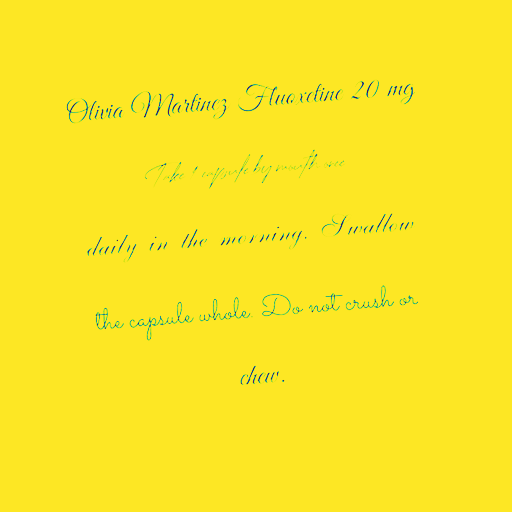 Olivia Martinez Fluoxetine 20 mg
Take 1 capsule by mouth once
daily in the morning. Swallow
the capsule whole. Do not crush or
chew.